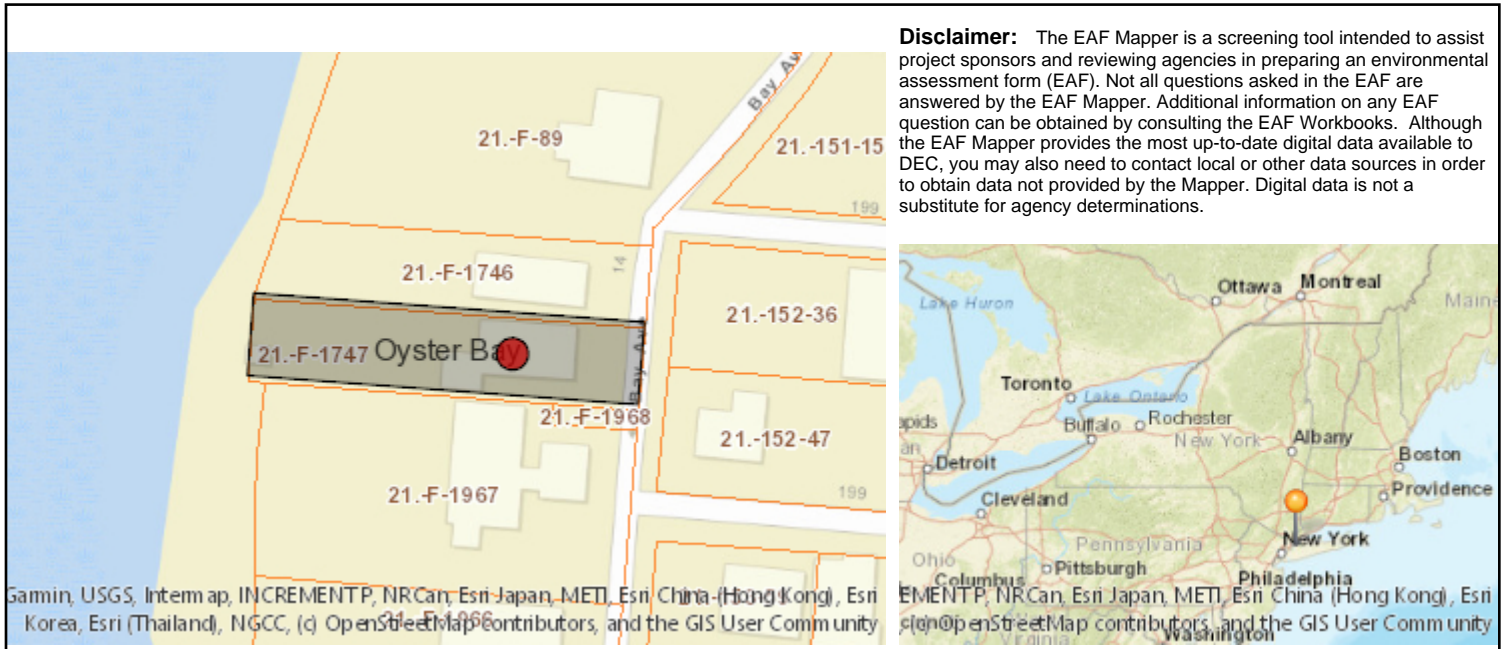 Disclaimer: The EAF Mapper is a screening tool intended to assist
project sponsors and reviewing agencies in preparing an environmental
assessment form (EAF). Not all questions asked in the EAF are
answered by the EAF Mapper. Additional information on any EAF
question can be obtained by consulting the EAF Workbooks. Although
the EAF Mapper provides the most up-to-date digital data available to
DEC, you may also need to contact local or other data sources in order
to obtain data not provided by the Mapper. Digital data is not a
substitute for agency determinations.
Bay Av
21.-F-89
21.-151-15
199
14
21.-F-1746
21.-152-36
21.-F-1747
Oyster Bay
Bay Av
21.-F-1968
21.-152-47
21.-F-1967
199
Garmin, USGS, Intermap, INCREMENT P, NRCan, Esri Japan, METI, Esri China (Hong Kong), Esri
Korea, Esri (Thailand), NGCC, (c) OpenStreetMap contributors, and the GIS User Community
Ottawa
Montreal
Maine
Lake Huron
Toronto
Lake Ontario
apids
Buffalo
Rochester
New York
Albany
an
Detroit
Boston
Providence
Cleveland
New York
Pennsylvania
Ohio
Pittsburgh
Columbus
Philadelphia
EMENT P, NRCan, Esri Japan, METI, Esri China (Hong Kong), Esri
(c) OpenStreetMap contributors, and the GIS User Community
Virginia
Washington